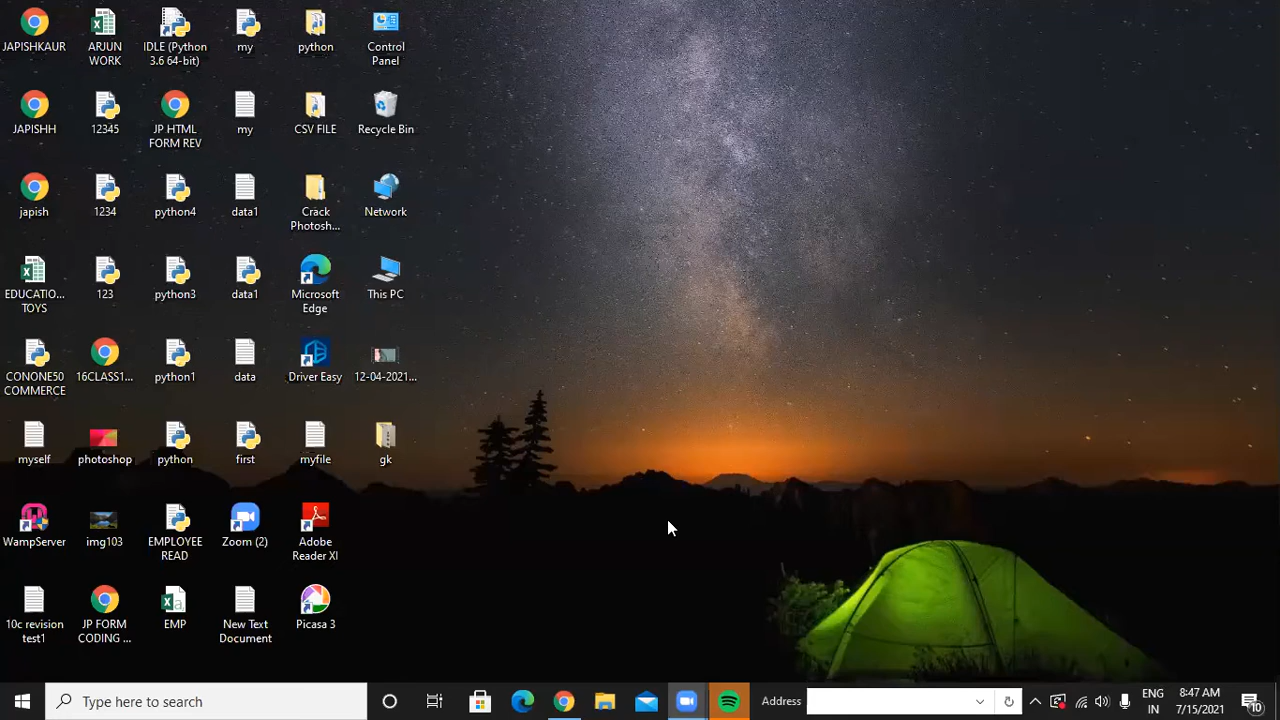 JAPISHKAUR
ARJUN
WORK
IDLE (Python
3.6 64-bit)
my
python
Control
Panel
JAPISHH
12345
JP HTML
FORM REV
my
CSV FILE
Recycle Bin
japish
1234
python4
data1
Crack
Photosh...
Network
EDUCATIO...
TOYS
123
python3
data1
Microsoft
Edge
This PC
CONONE50
COMMERCE
16CLASS1...
python1
data
Driver Easy
12-04-2021...
myself
photoshop
python
first
myfile
gk
WampServer
img103
EMPLOYEE
READ
Zoom (2)
Adobe
Reader XI
10c revision
test1
JP FORM
CODING ...
EMP
New Text
Document
Picasa 3
Type here to search
Address
ENG
IN
8:47 AM
7/15/2021
10